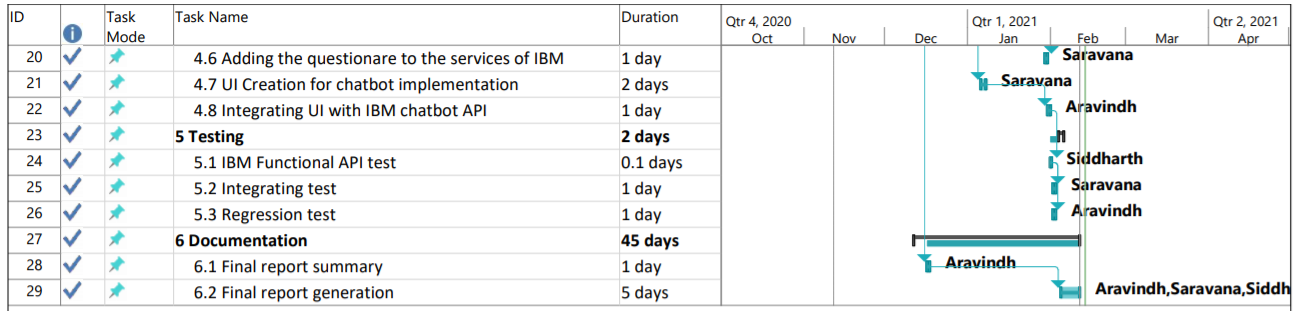 ID Task Mode Task Name Duration Qtr 4, 2020 Qtr 1, 2021 Qtr 2, 2021
Oct Nov Dec Jan Feb Mar Apr
20 4.6 Adding the questionare to the services of IBM 1 day Saravana
21 4.7 UI Creation for chatbot implementation 2 days Saravana
22 4.8 Integrating UI with IBM chatbot API 1 day Aravindh
23 5 Testing 2 days
24 5.1 IBM Functional API test 0.1 days Siddharth
25 5.2 Integrating test 1 day Saravana
26 5.3 Regression test 1 day Aravindh
27 6 Documentation 45 days
28 6.1 Final report summary 1 day Aravindh
29 6.2 Final report generation 5 days Aravindh,Saravana,Siddh